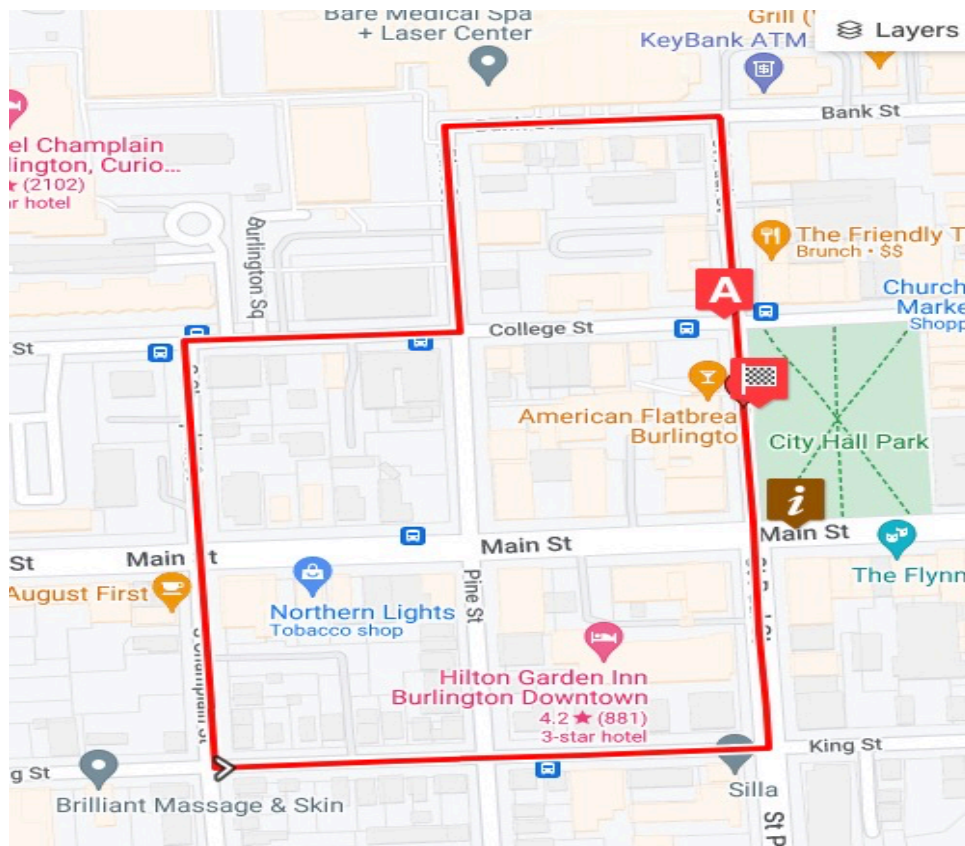 Bare Medical Spa
+ Laser Center
Grill (
KeyBank ATM
Layers
Bank St
el Champlain
lington, Curio...
★ (2102)
r hotel
Burlington Sq
The Friendly T
Brunch • $$
A
Church
Marke
Shopp
College St
St
American Flatbrea
Burlingto
City Hall Park
i
Main St
Main St
St
Main St
The Flynn
August First
Northern Lights
Tobacco shop
Pine St
Hilton Garden Inn
Burlington Downtown
4.2 ★ (881)
3-star hotel
S Champlain St
King St
g St
Silla
Brilliant Massage & Skin
St P